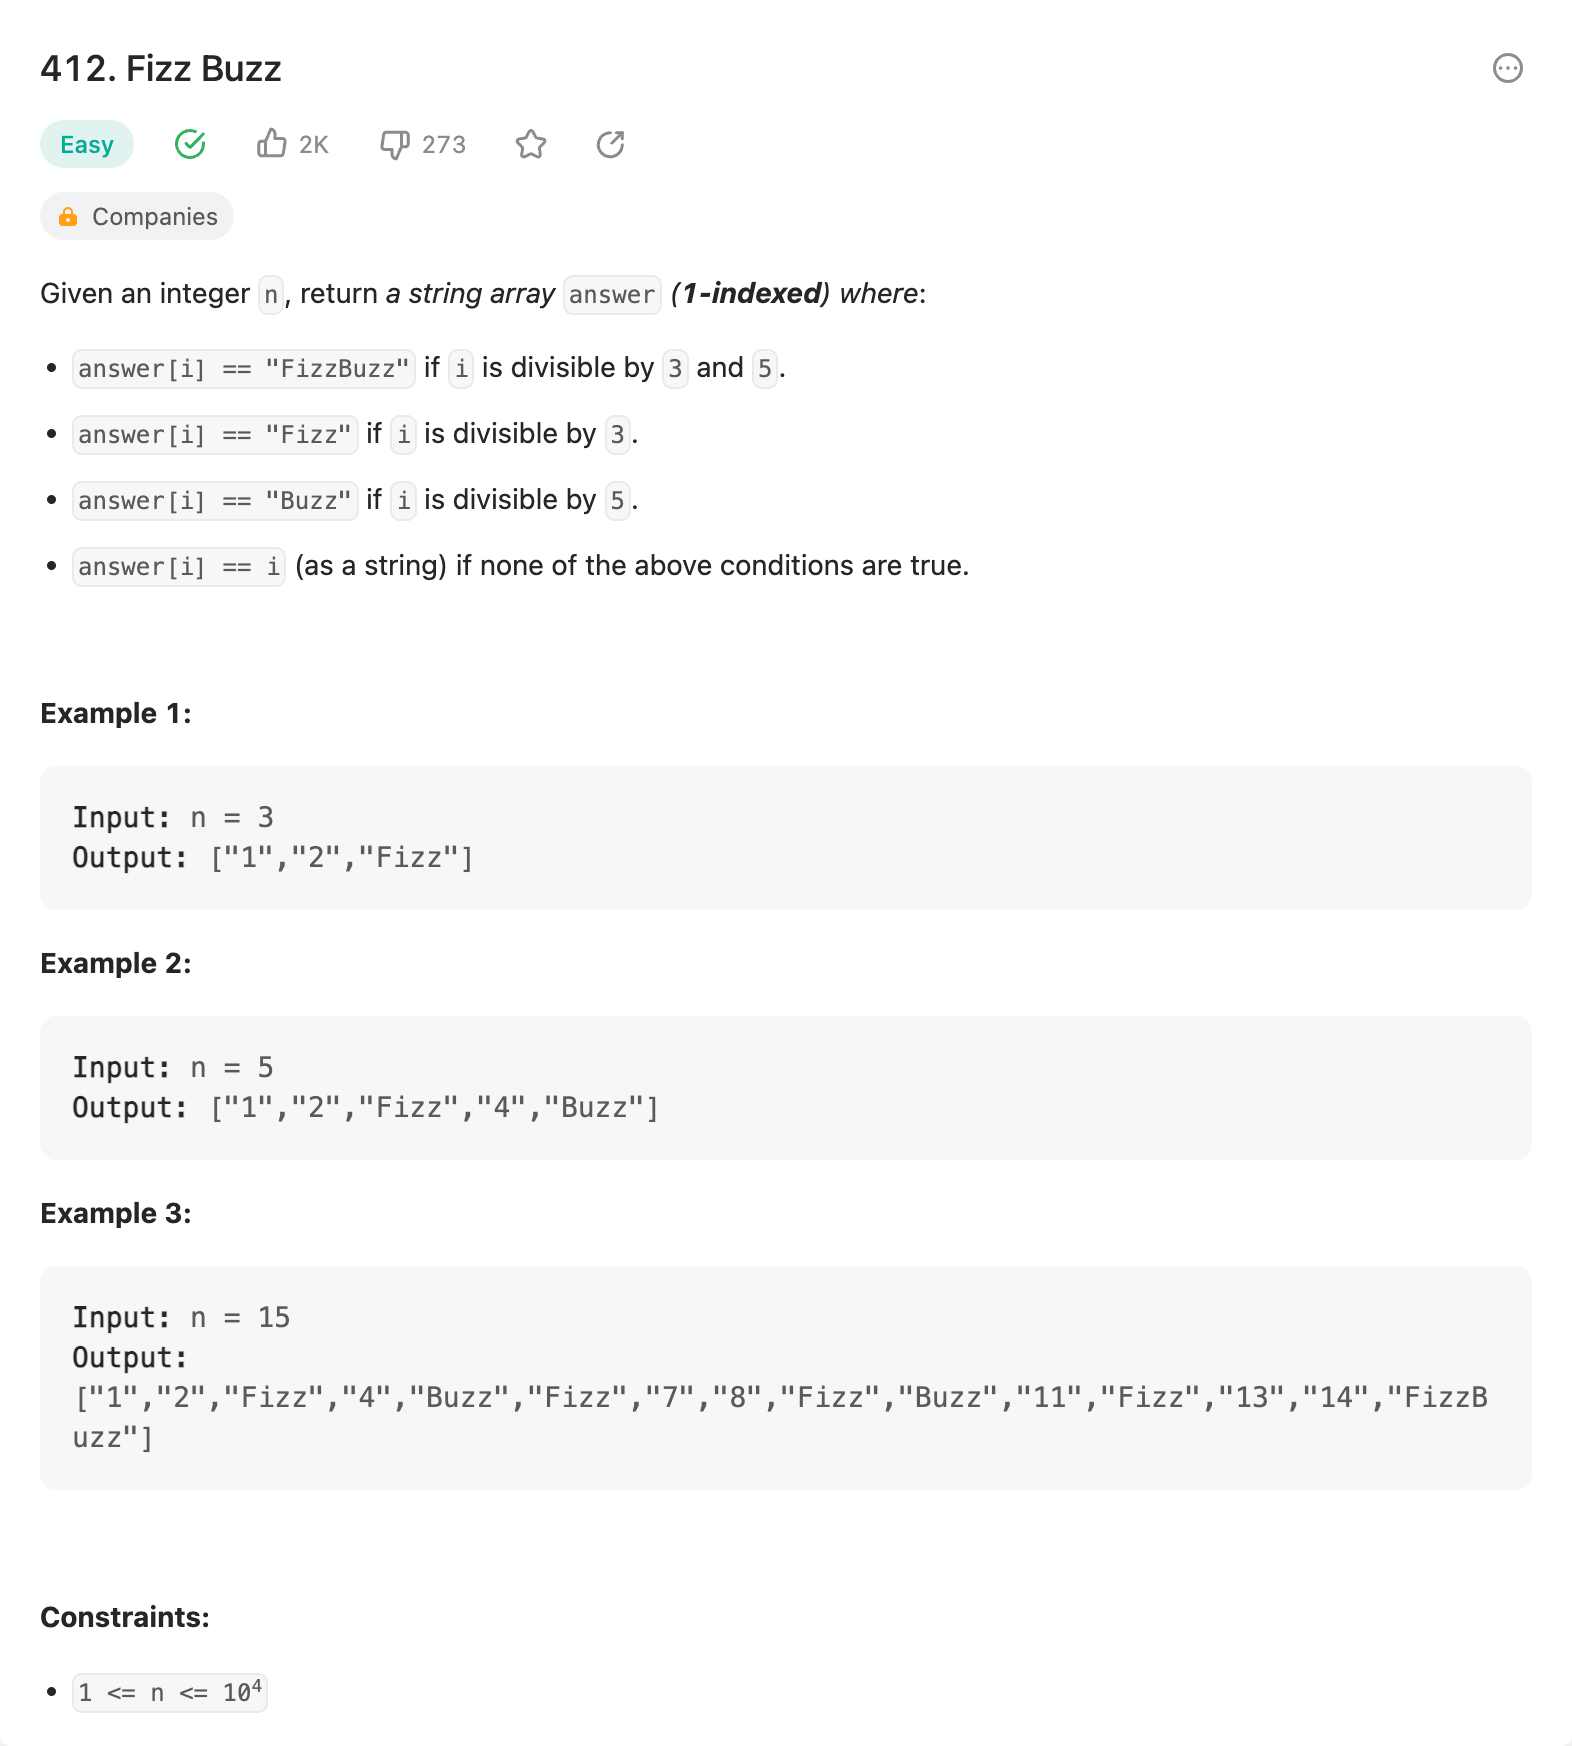 412. Fizz Buzz
Easy 2K 273
Companies
Given an integer n, return a string array answer (1-indexed) where:
• answer[i] == "FizzBuzz" if i is divisible by 3 and 5.
• answer[i] == "Fizz" if i is divisible by 3.
• answer[i] == "Buzz" if i is divisible by 5.
• answer[i] == i (as a string) if none of the above conditions are true.
Example 1:
Input: n = 3
Output: ["1","2","Fizz"]
Example 2:
Input: n = 5
Output: ["1","2","Fizz","4","Buzz"]
Example 3:
Input: n = 15
Output:
["1","2","Fizz","4","Buzz","Fizz","7","8","Fizz","Buzz","11","Fizz","13","14","FizzB
uzz"]
Constraints:
• 1 <= n <= 10⁴